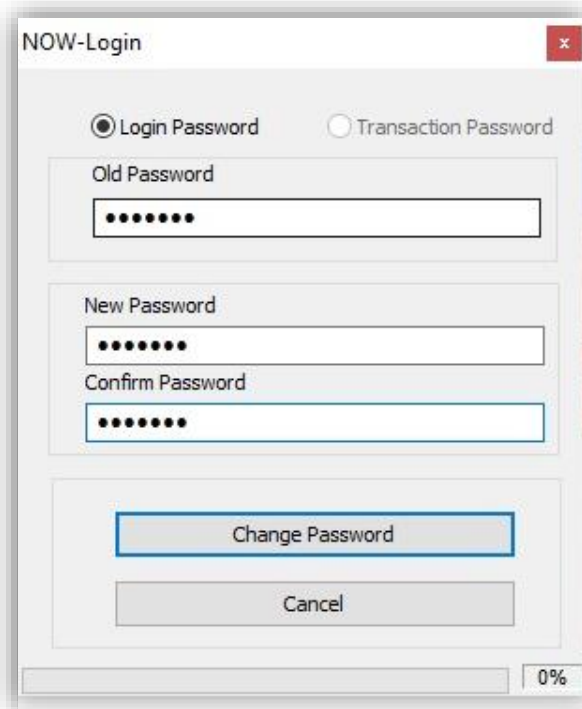 NOW-Login
x
Login Password Transaction Password
Old Password
•••••••
New Password
•••••••
Confirm Password
•••••••
Change Password
Cancel
0%